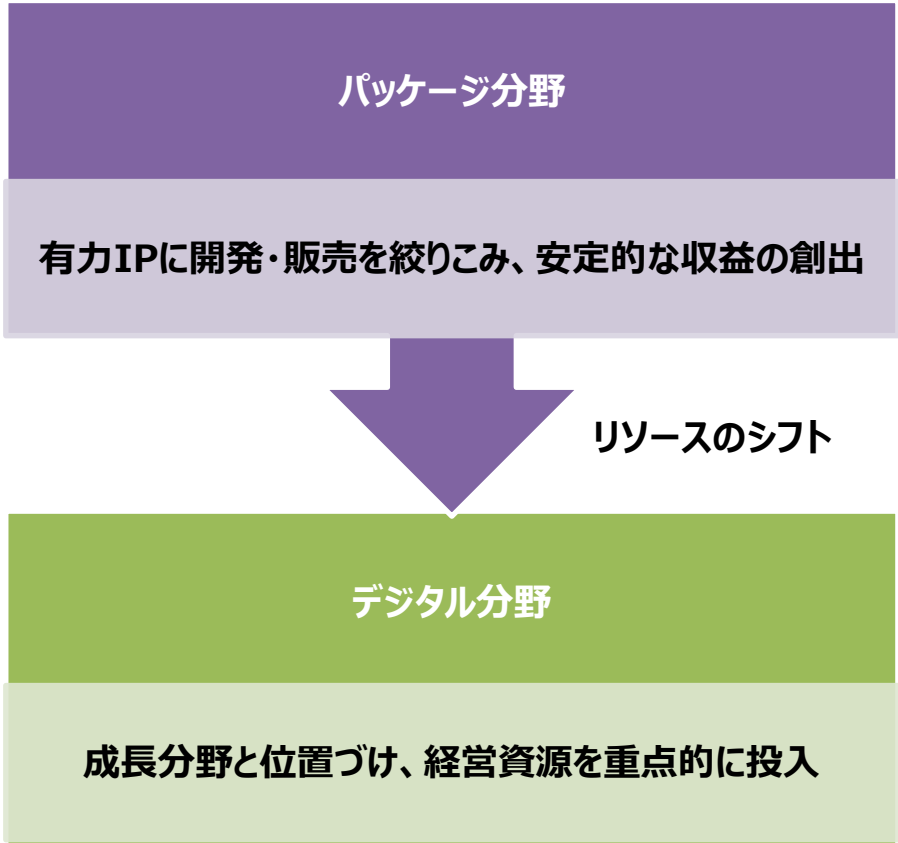 パッケージ分野
有力IPに開発・販売を絞りこみ、安定的な収益の創出
リソースのシフト
デジタル分野
成長分野と位置づけ、経営資源を重点的に投入